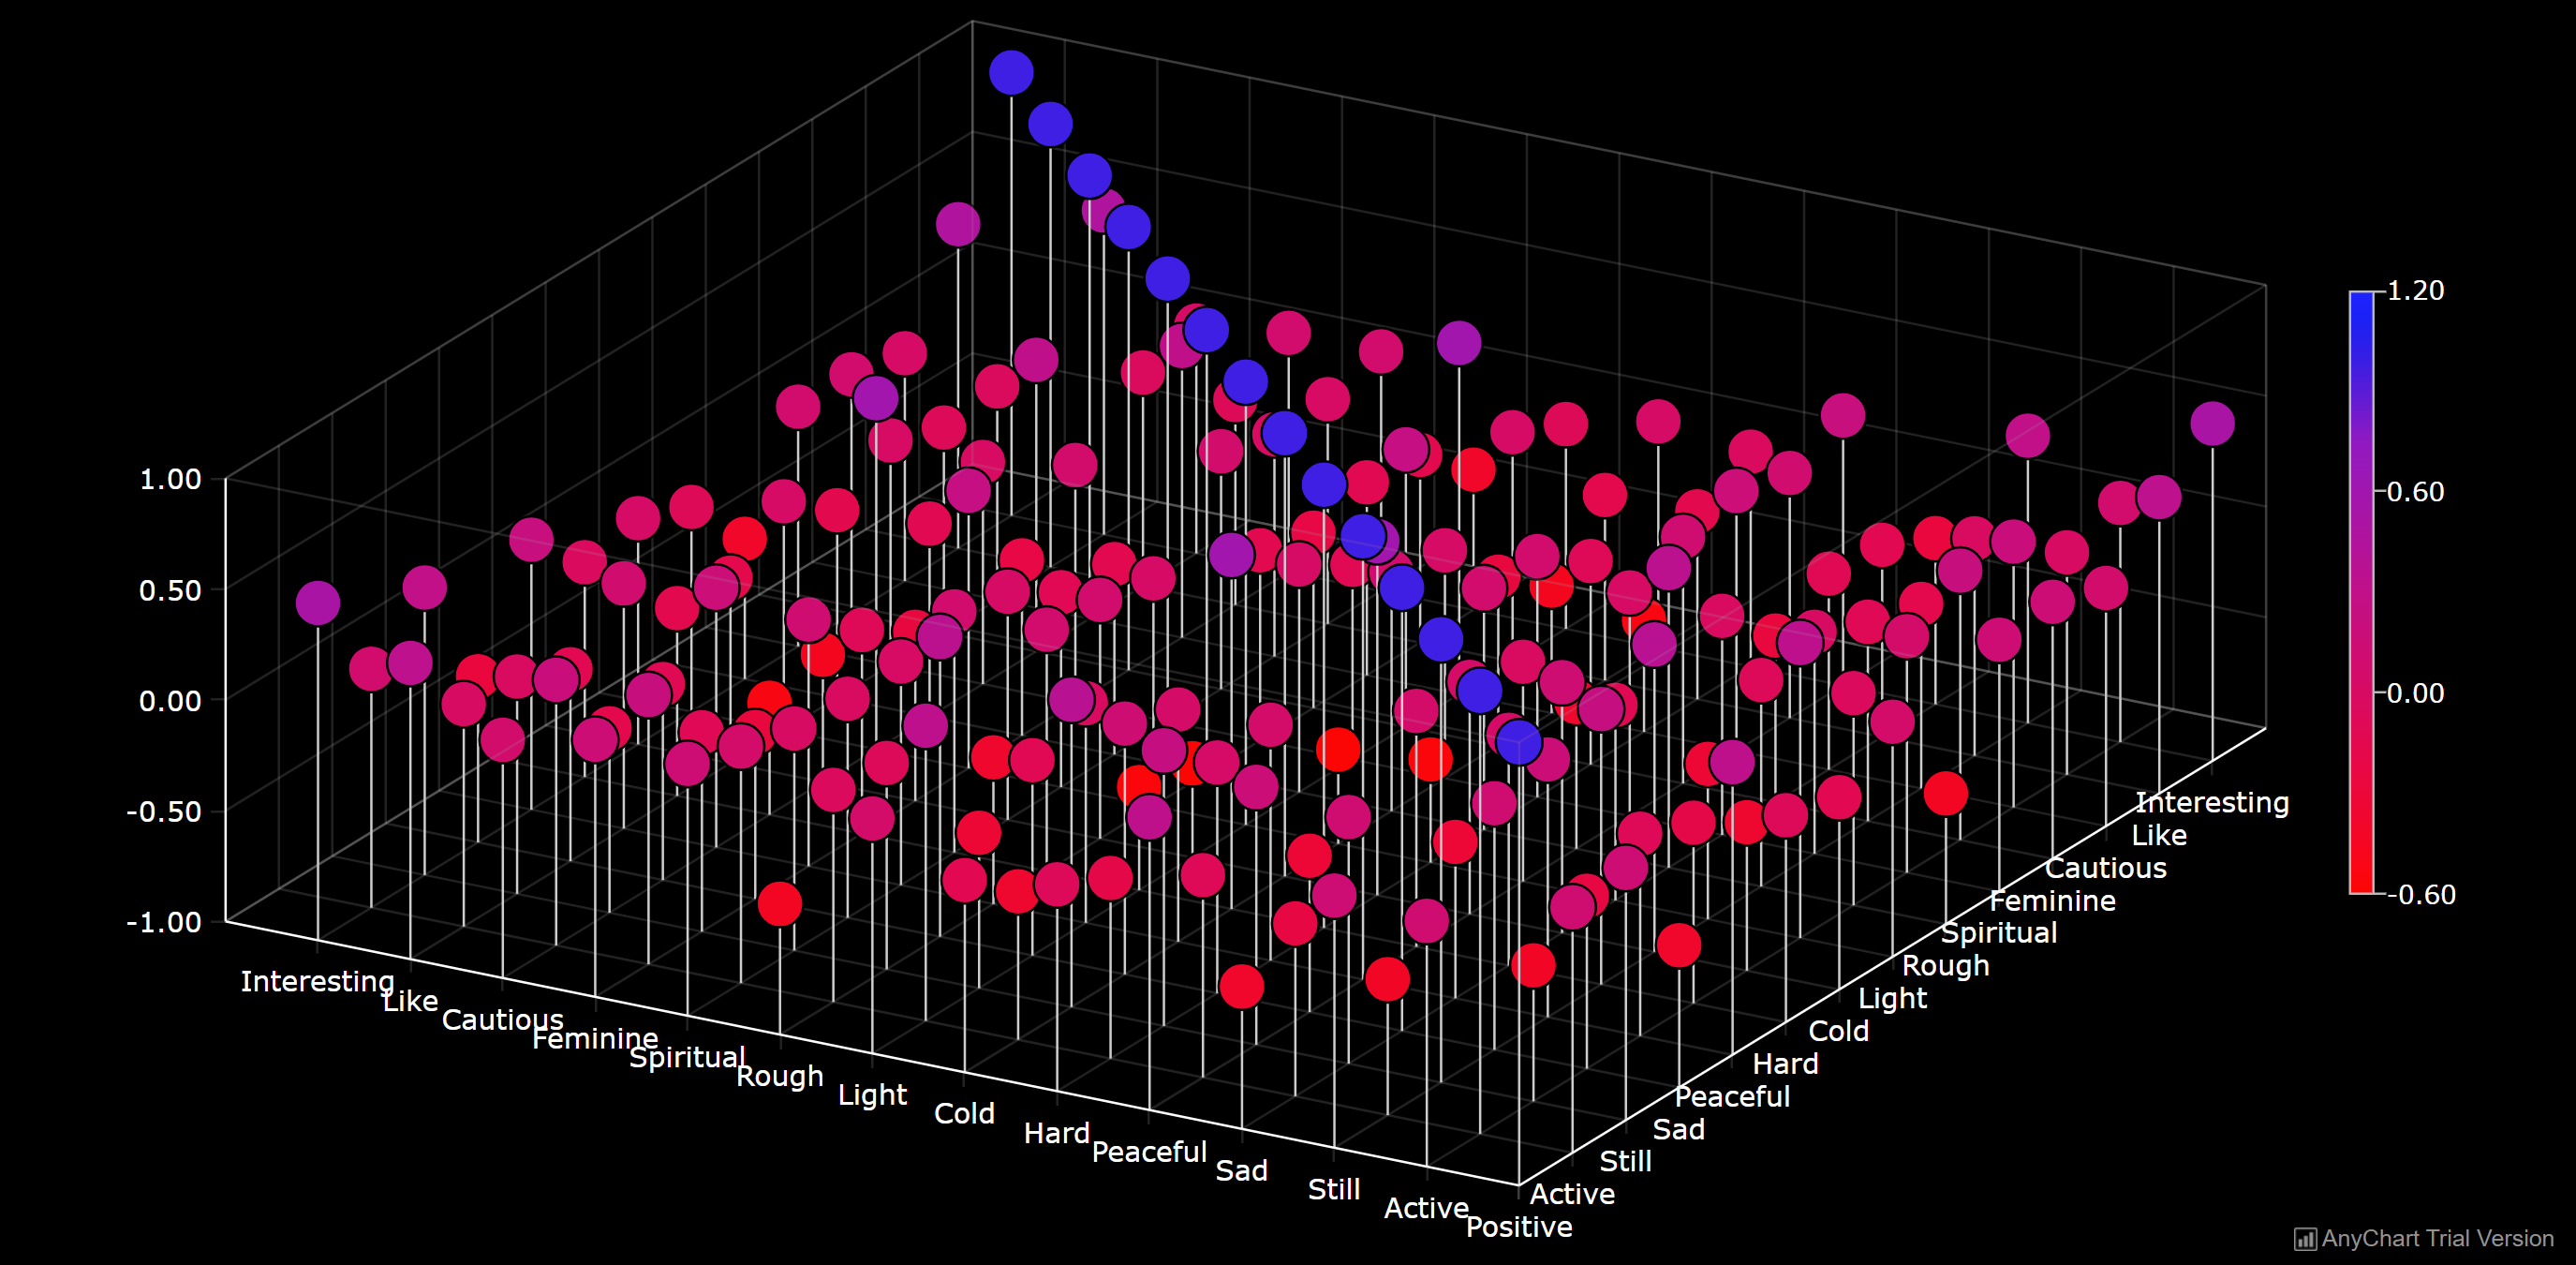 1.00
0.50
0.00
-0.50
-1.00
Interesting
Like
Cautious
Feminine
Spiritual
Rough
Light
Cold
Hard
Peaceful
Sad
Still
Active
Positive
Active
Still
Sad
Peaceful
Hard
Cold
Light
Rough
Spiritual
Feminine
Cautious
Like
Interesting
1.20
0.60
0.00
-0.60
AnyChart Trial Version